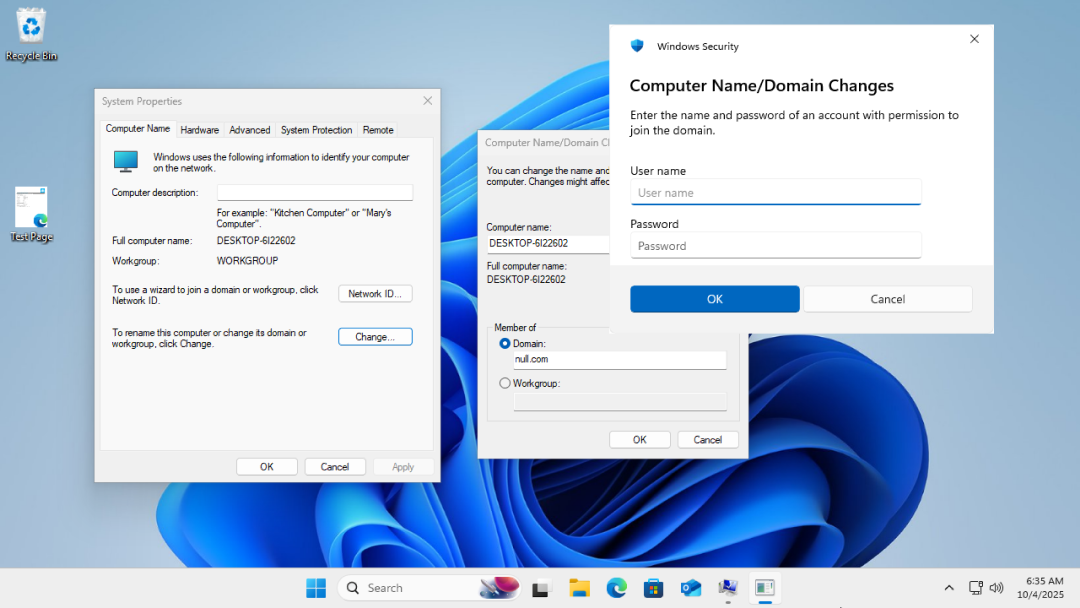 Recycle Bin
Test Page
System Properties
Computer Name
Hardware
Advanced
System Protection
Remote
Windows uses the following information to identify your computer
on the network.
Computer description:
For example: "Kitchen Computer" or "Mary's
Computer".
Full computer name:
DESKTOP-6I22602
Workgroup:
WORKGROUP
To use a wizard to join a domain or workgroup, click
Network ID.
Network ID...
To rename this computer or change its domain or
workgroup, click Change.
Change...
OK
Cancel
Apply
Computer Name/Domain
You can change the name and
computer. Changes might
Computer name:
DESKTOP-6I22602
Full computer name:
DESKTOP-6I22602
Member of
Domain:
null.com
Workgroup:
OK
Cancel
Windows Security
Computer Name/Domain Changes
Enter the name and password of an account with permission to
join the domain.
User name
User name
Password
Password
OK
Cancel
Search
6:35 AM
10/4/2025